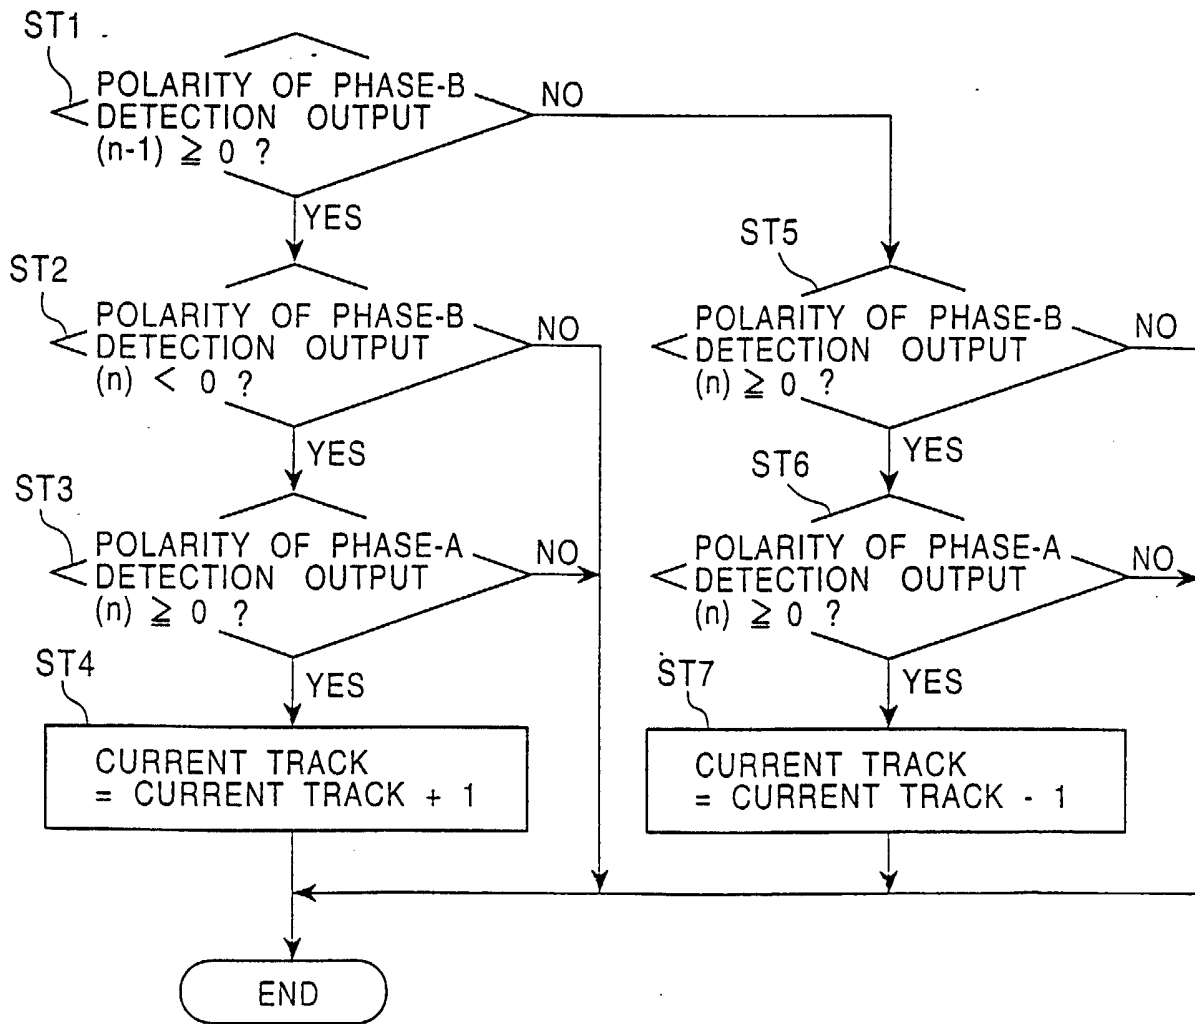 ST1
POLARITY OF PHASE-B
DETECTION OUTPUT
(n-1) ≧ 0 ?
NO
YES
ST2
POLARITY OF PHASE-B
DETECTION OUTPUT
(n) < 0 ?
NO
YES
ST3
POLARITY OF PHASE-A
DETECTION OUTPUT
(n) ≧ 0 ?
NO
YES
ST4
CURRENT TRACK
= CURRENT TRACK + 1
ST5
POLARITY OF PHASE-B
DETECTION OUTPUT
(n) ≧ 0 ?
NO
YES
ST6
POLARITY OF PHASE-A
DETECTION OUTPUT
(n) ≧ 0 ?
NO
YES
ST7
CURRENT TRACK
= CURRENT TRACK - 1
END